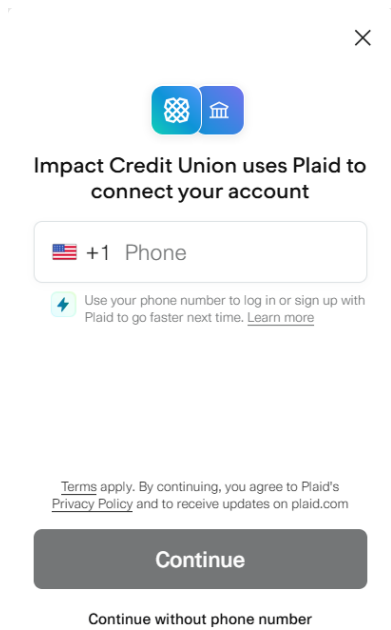 Impact Credit Union uses Plaid to
connect your account
+1 Phone
Use your phone number to log in or sign up with
Plaid to go faster next time. Learn more
Terms apply. By continuing, you agree to Plaid's
Privacy Policy and to receive updates on plaid.com
Continue
Continue without phone number